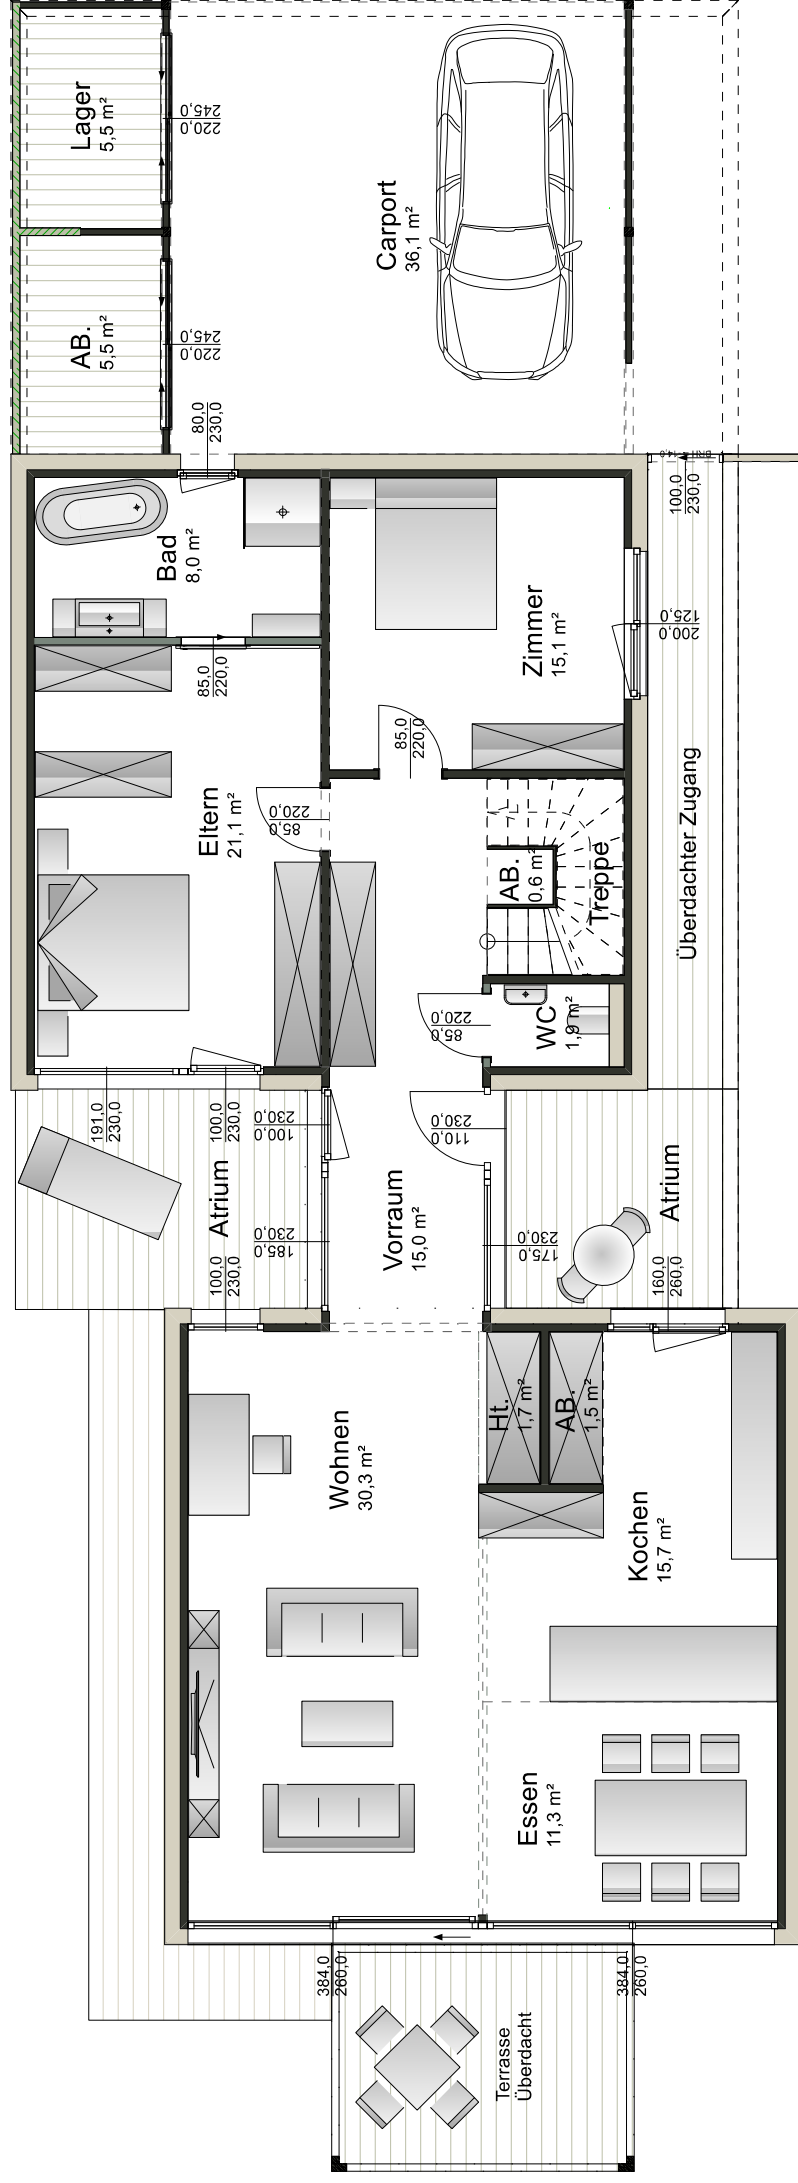 Lager
5,5 m²
245,0
220,0
AB.
5,5 m²
245,0
220,0
Carport
36,1 m²
80,0
230,0
Bad
8,0 m²
100,0
230,0
Zimmer
15,1 m²
125,0
200,0
85,0
220,0
85,0
220,0
Eltern
21,1 m²
220,0
85,0
Überdachter Zugang
AB.
0,6 m²
Treppe
WC
1,9 m²
220,0
85,0
191,0
230,0
100,0
230,0
230,0
100,0
230,0
110,0
Atrium
100,0
230,0
230,0
185,0
Vorraum
15,0 m²
230,0
175,0
Atrium
160,0
260,0
Ht.
1,7 m²
AB.
1,5 m²
Wohnen
30,3 m²
Kochen
15,7 m²
Essen
11,3 m²
384,0
260,0
384,0
260,0
Terrasse
Überdacht